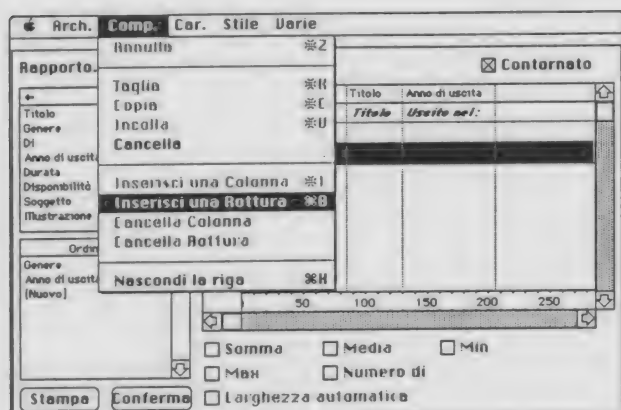 Arch. Comp. Car. Stile Varie
Annulla ⌘Z
Rapporto.
Contornato
Taglia ⌘X
Copia ⌘C
Incolla ⌘V
Cancella
Inserisci una Colonna ⌘I
Inserisci una Rottura ⌘B
Cancella Colonna
Cancella Rottura
Nascondi la riga ⌘H
←
Titolo
Genere
Di
Anno di uscita
Durata
Disponibilità
Soggetto
Illustrazione
Titolo Anno di uscita
Titolo Uscito nel:
Ordin
Genere
Anno di uscita
(Nuovo)
50 100 150 200 250
Somma Media Min
Max Numero di
Larghezza automatica
Stampa Conferma